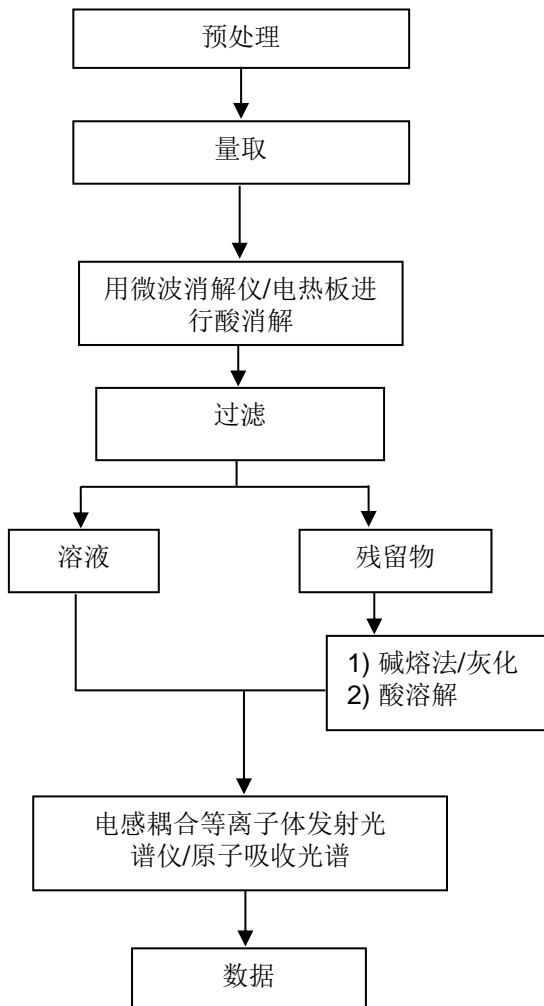 预处理
量取
用微波消解仪/电热板进
行酸消解
过滤
溶液
残留物
1) 碱熔法/灰化
2) 酸溶解
电感耦合等离子体发射光
谱仪/原子吸收光谱
数据